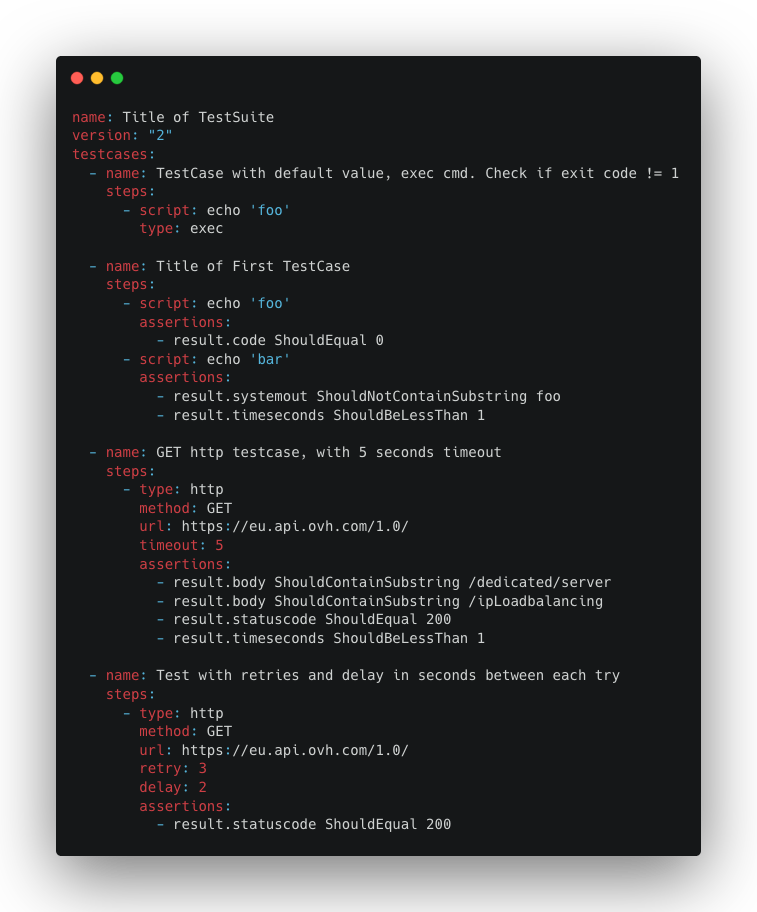 name: Title of TestSuite
version: "2"
testcases:
  - name: TestCase with default value, exec cmd. Check if exit code != 1
    steps:
      - script: echo 'foo'
        type: exec

  - name: Title of First TestCase
    steps:
      - script: echo 'foo'
        assertions:
          - result.code ShouldEqual 0
      - script: echo 'bar'
        assertions:
          - result.systemout ShouldNotContainSubstring foo
          - result.timeseconds ShouldBeLessThan 1

  - name: GET http testcase, with 5 seconds timeout
    steps:
      - type: http
        method: GET
        url: https://eu.api.ovh.com/1.0/
        timeout: 5
        assertions:
          - result.body ShouldContainSubstring /dedicated/server
          - result.body ShouldContainSubstring /ipLoadbalancing
          - result.statuscode ShouldEqual 200
          - result.timeseconds ShouldBeLessThan 1

  - name: Test with retries and delay in seconds between each try
    steps:
      - type: http
        method: GET
        url: https://eu.api.ovh.com/1.0/
        retry: 3
        delay: 2
        assertions:
          - result.statuscode ShouldEqual 200